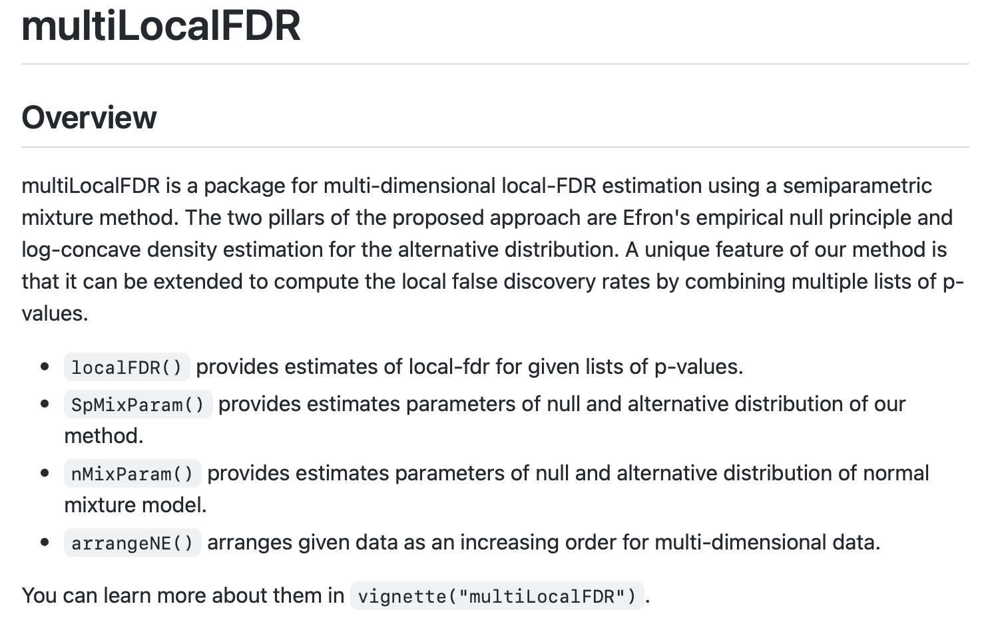 multiLocalFDR
Overview
multiLocalFDR is a package for multi-dimensional local-FDR estimation using a semiparametric
mixture method. The two pillars of the proposed approach are Efron's empirical null principle and
log-concave density estimation for the alternative distribution. A unique feature of our method is
that it can be extended to compute the local false discovery rates by combining multiple lists of p-
values.
• localFDR() provides estimates of local-fdr for given lists of p-values.
• SpMixParam() provides estimates parameters of null and alternative distribution of our
method.
• nMixParam() provides estimates parameters of null and alternative distribution of normal
mixture model.
• arrangeNE() arranges given data as an increasing order for multi-dimensional data.
You can learn more about them in vignette("multiLocalFDR").